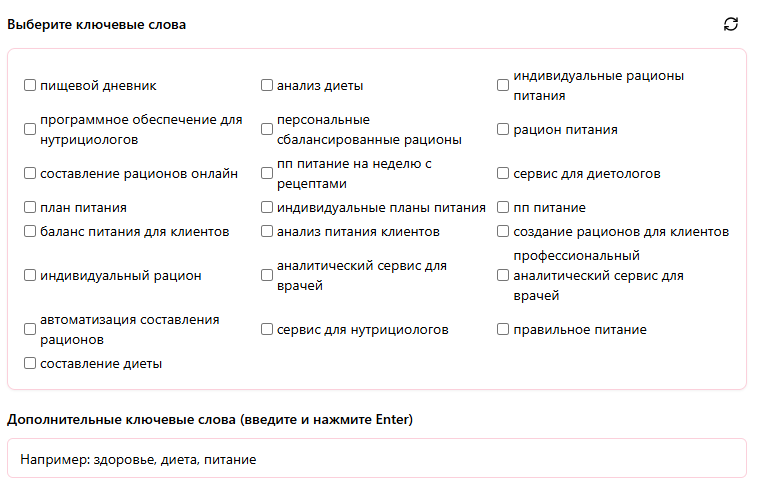 Выберите ключевые слова
пищевой дневник
анализ диеты
индивидуальные рационы
питания
программное обеспечение для
нутрициологов
персональные
сбалансированные рационы
рацион питания
составление рационов онлайн
пп питание на неделю с
рецептами
сервис для диетологов
план питания
индивидуальные планы питания
пп питание
баланс питания для клиентов
анализ питания клиентов
создание рационов для клиентов
индивидуальный рацион
аналитический сервис для
врачей
профессиональный
аналитический сервис для
врачей
автоматизация составления
рационов
сервис для нутрициологов
правильное питание
составление диеты
Дополнительные ключевые слова (введите и нажмите Enter)
Например: здоровье, диета, питание